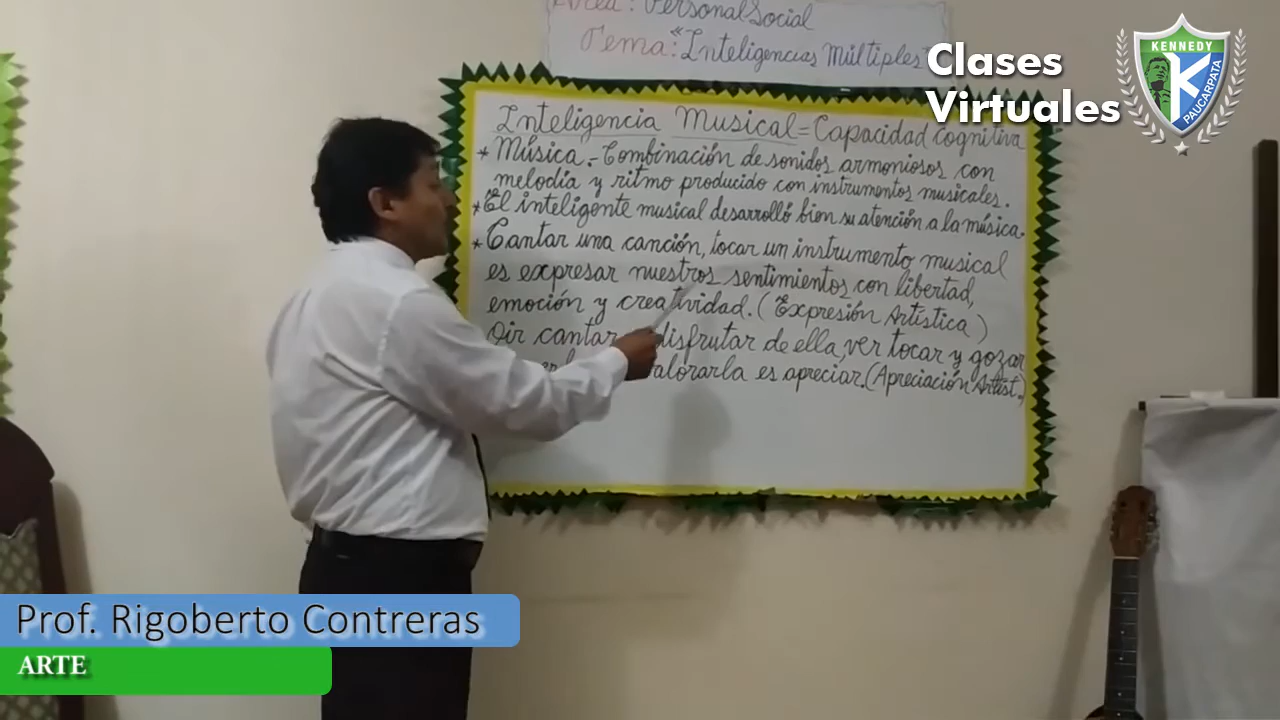 Área: Personal Social
Tema: "Inteligencias Múltiples"
Clases
Virtuales
KENNEDY
K
PAUCARPATA
Inteligencia Musical = Capacidad Cognitiva
* Música.= Combinación de sonidos armoniosos con
melodía y ritmo producido con instrumentos musicales.
* El inteligente musical desarrolló bien su atención a la música.
* Cantar una canción, tocar un instrumento musical
es expresar nuestros sentimientos con libertad,
emoción y creatividad. (Expresión Artística)
Oir cantar disfrutar de ella, ver tocar y gozar
valorarla es apreciar. (Apreciación Artíst.)
Prof. Rigoberto Contreras
ARTE